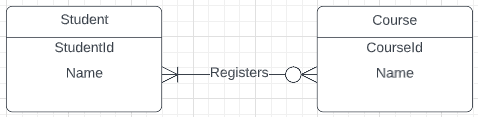 Student
StudentId
Name
Registers
Course
CourseId
Name